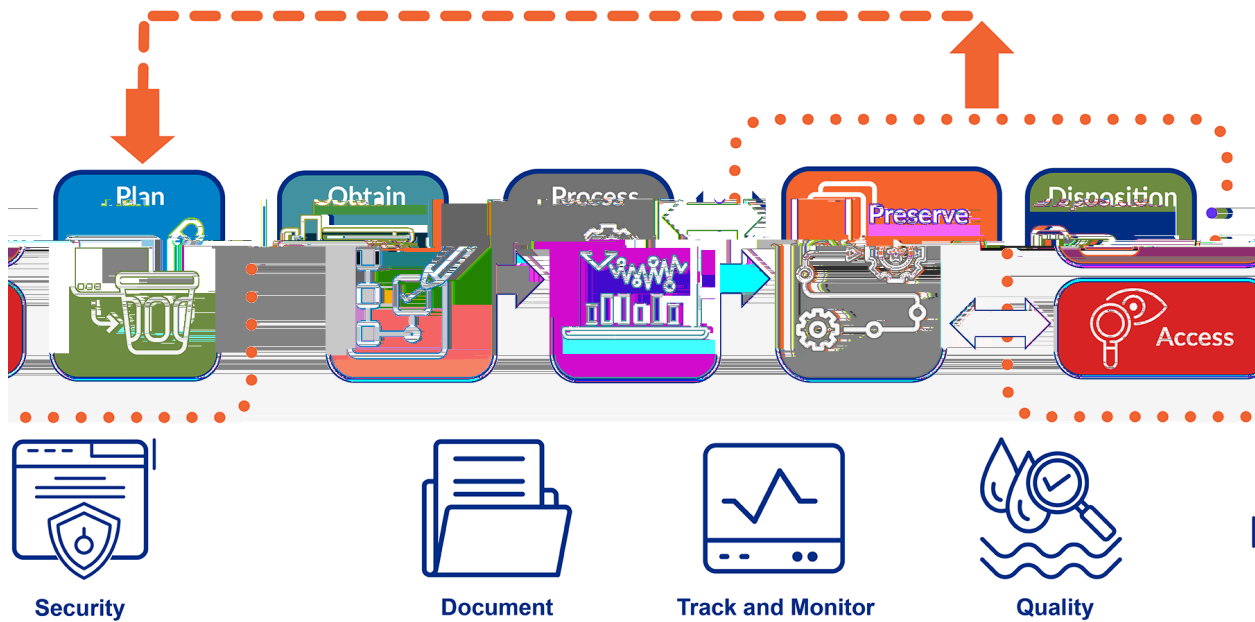 Plan
Obtain
Process
Preserve
Disposition
Access
Security
Document
Track and Monitor
Quality